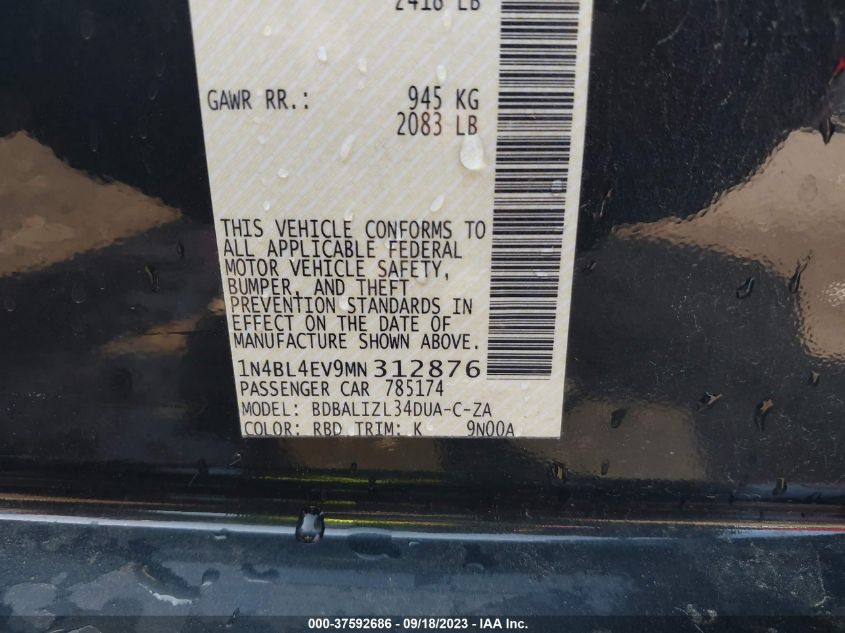 2418 LB
GAWR RR.: 945 KG
2083 LB
THIS VEHICLE CONFORMS TO
ALL APPLICABLE FEDERAL
MOTOR VEHICLE SAFETY,
BUMPER, AND THEFT
PREVENTION STANDARDS IN
EFFECT ON THE DATE OF
MANUFACTURE SHOWN ABOVE.
1N4BL4EV9MN312876
PASSENGER CAR 785174
MODEL: BDBALIZL34DUA-C-ZA
COLOR: RBD TRIM: K 9N00A
000-37592686 - 09/18/2023 - IAA Inc.